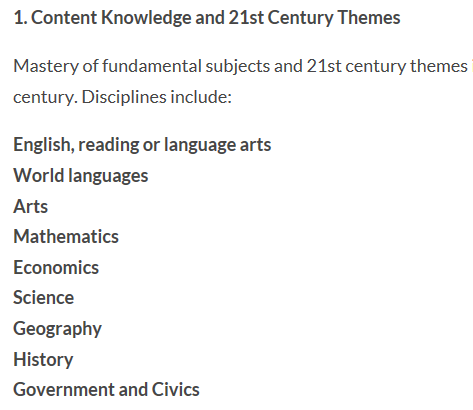 1. Content Knowledge and 21st Century Themes
Mastery of fundamental subjects and 21st century themes
century. Disciplines include:
English, reading or language arts
World languages
Arts
Mathematics
Economics
Science
Geography
History
Government and Civics